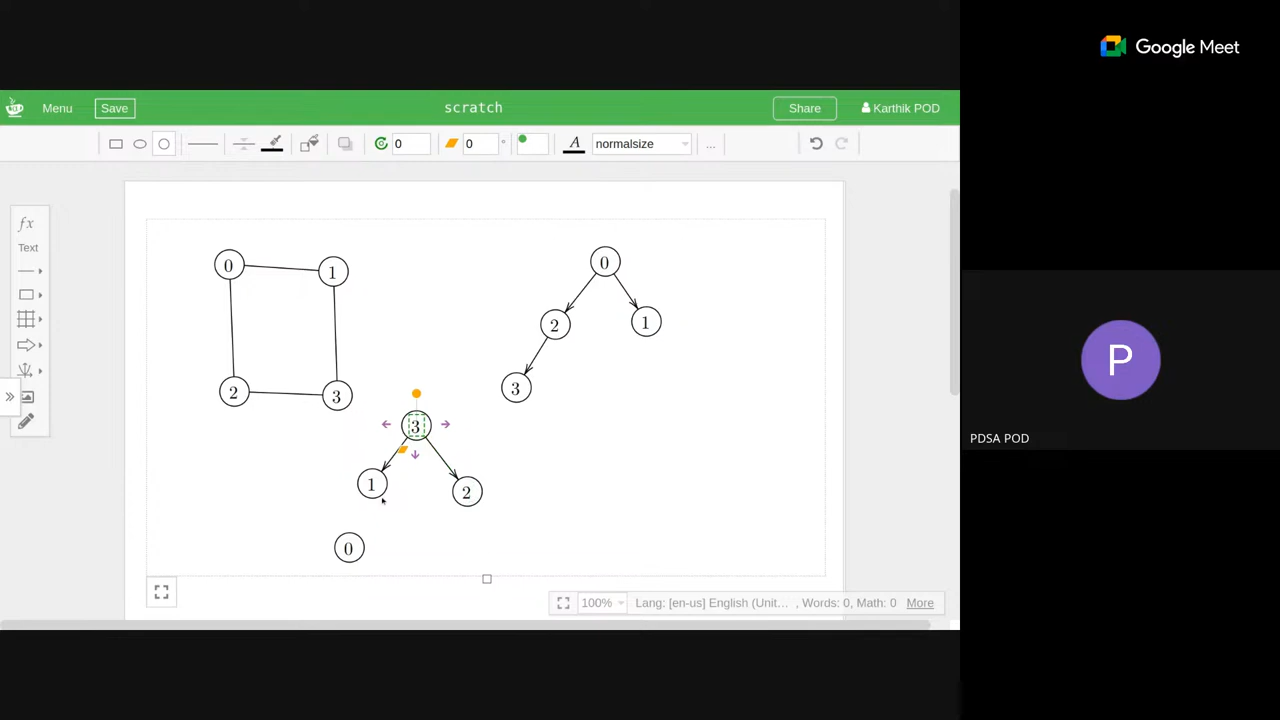 Google Meet
Menu Save scratch Share Karthik POD
0 0 ° A normalsize ...
fx
Text
0 1
2 3
0
2 1
3
3
1 2
0
100% Lang: [en-us] English (Unit... , Words: 0, Math: 0 More
P
PDSA POD